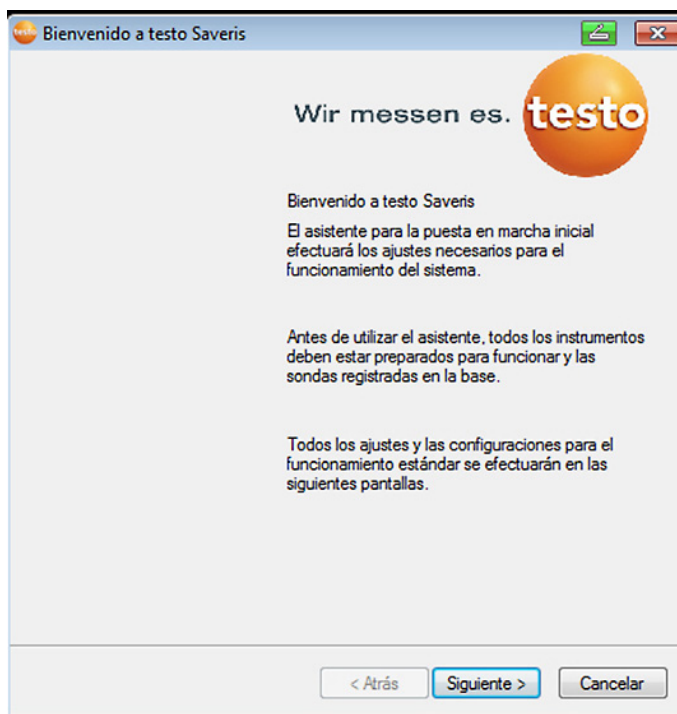 testo Bienvenido a testo Saveris
Wir messen es. testo
Bienvenido a testo Saveris
El asistente para la puesta en marcha inicial
efectuará los ajustes necesarios para el
funcionamiento del sistema.
Antes de utilizar el asistente, todos los instrumentos
deben estar preparados para funcionar y las
sondas registradas en la base.
Todos los ajustes y las configuraciones para el
funcionamiento estándar se efectuarán en las
siguientes pantallas.
< Atrás Siguiente > Cancelar